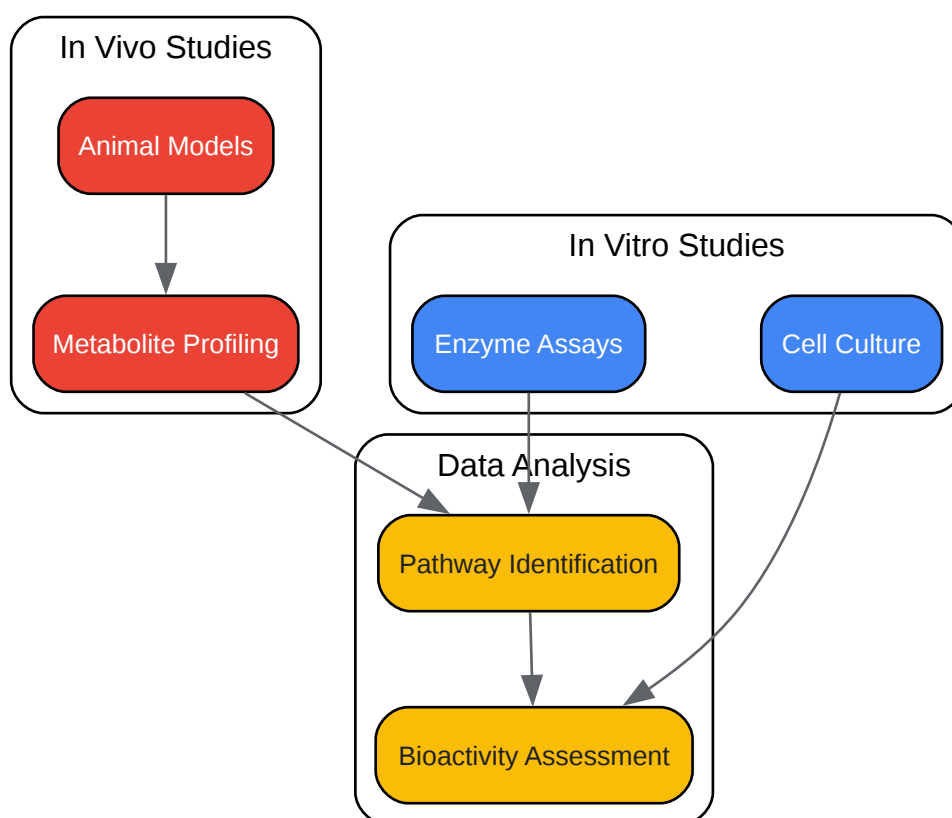 In Vivo Studies
Animal Models
Metabolite Profiling
In Vitro Studies
Enzyme Assays
Cell Culture
Data Analysis
Pathway Identification
Bioactivity Assessment